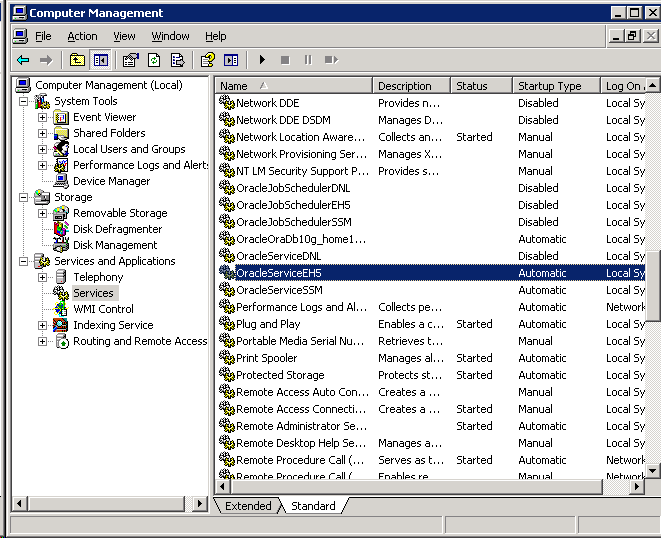 Computer Management
File Action View Window Help
Computer Management (Local)
System Tools
Event Viewer
Shared Folders
Local Users and Groups
Performance Logs and Alerts
Device Manager
Storage
Removable Storage
Disk Defragmenter
Disk Management
Services and Applications
Telephony
Services
WMI Control
Indexing Service
Routing and Remote Access
Name Description Status Startup Type Log On
Network DDE Provides n... Disabled Local Sy
Network DDE DSDM Manages D... Disabled Local Sy
Network Location Aware... Collects an... Started Manual Local Sy
Network Provisioning Ser... Manages X... Manual Local Sy
NT LM Security Support P... Provides s... Manual Local Sy
OracleJobSchedulerDNL Disabled Local Sy
OracleJobSchedulerEH5 Disabled Local Sy
OracleJobSchedulerSSM Disabled Local Sy
OracleOraDb10g_home1... Automatic Local Sy
OracleServiceDNL Disabled Local Sy
OracleServiceEH5 Automatic Local Sy
OracleServiceSSM Automatic Local Sy
Performance Logs and Al... Collects pe... Automatic Network
Plug and Play Enables a c... Started Automatic Local Sy
Portable Media Serial Nu... Retrieves t... Manual Local Sy
Print Spooler Manages al... Started Automatic Local Sy
Protected Storage Protects st... Started Automatic Local Sy
Remote Access Auto Con... Creates a ... Manual Local Sy
Remote Access Connecti... Creates a ... Started Manual Local Sy
Remote Administrator Se... Started Automatic Local Sy
Remote Desktop Help Se... Manages a... Manual Local Sy
Remote Procedure Call (... Serves as t... Started Automatic Network
Remote Procedure Call (... Enables re... Manual Network
Extended Standard